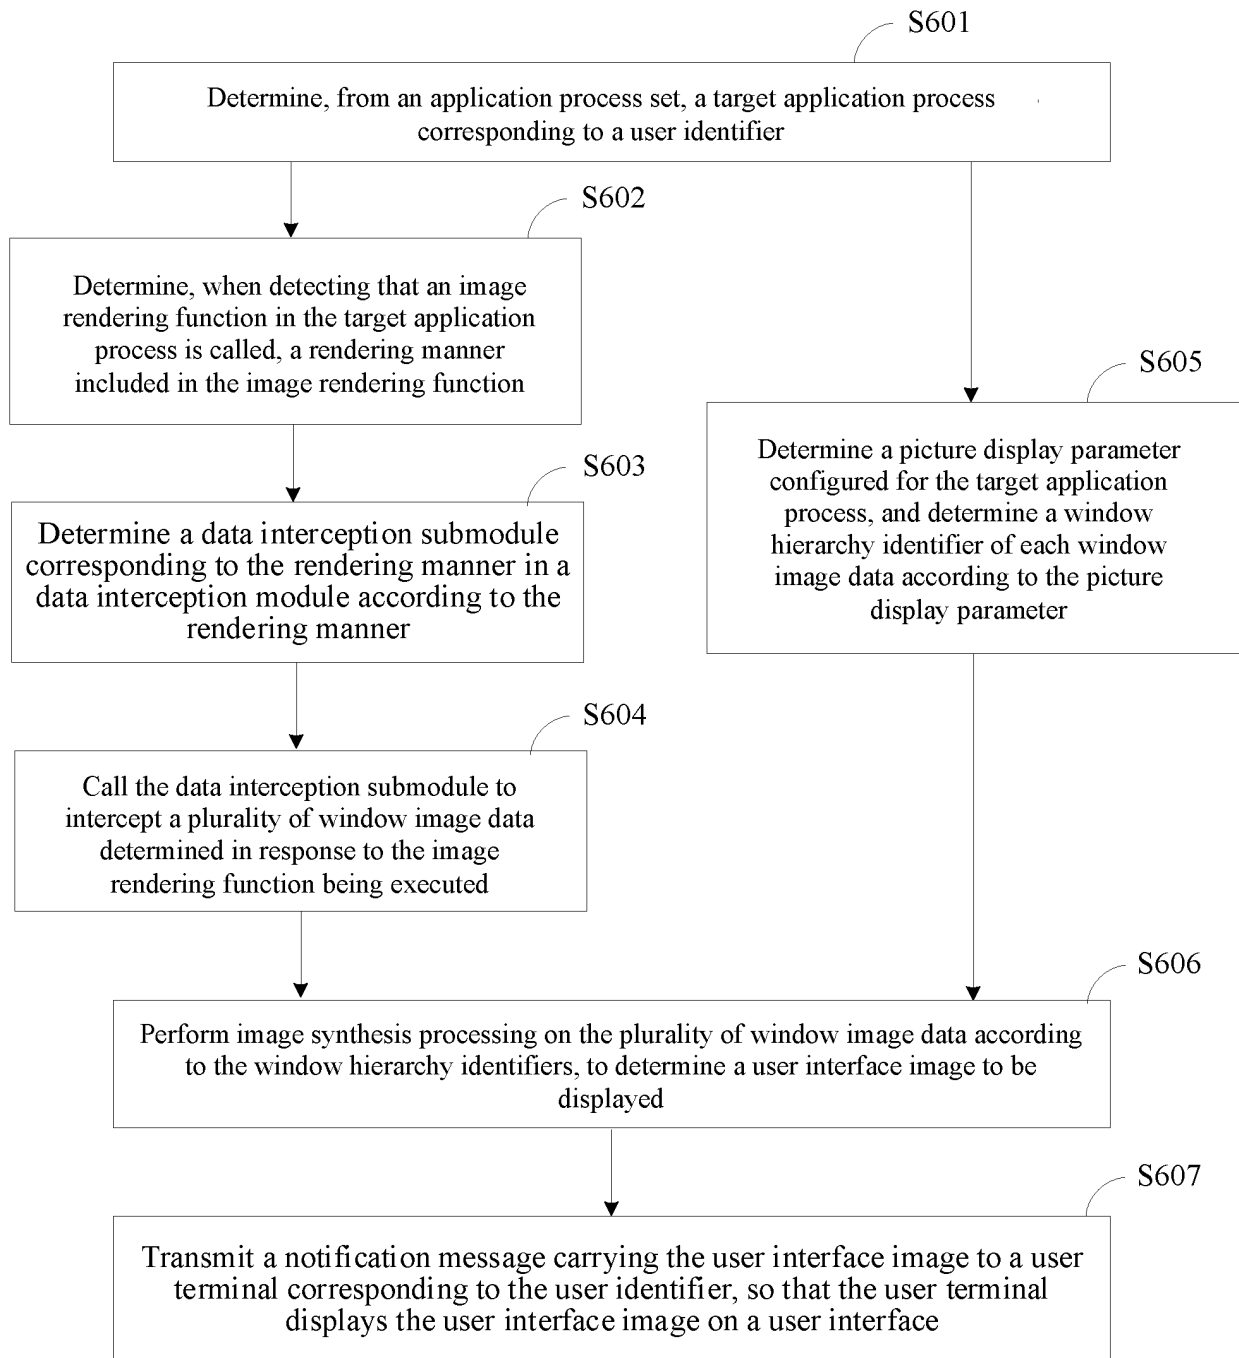 S601
Determine, from an application process set, a target application process
corresponding to a user identifier
S602
Determine, when detecting that an image
rendering function in the target application
process is called, a rendering manner
included in the image rendering function
S603
Determine a data interception submodule
corresponding to the rendering manner in a
data interception module according to the
rendering manner
S604
Call the data interception submodule to
intercept a plurality of window image data
determined in response to the image
rendering function being executed
S605
Determine a picture display parameter
configured for the target application
process, and determine a window
hierarchy identifier of each window
image data according to the picture
display parameter
S606
Perform image synthesis processing on the plurality of window image data according
to the window hierarchy identifiers, to determine a user interface image to be
displayed
S607
Transmit a notification message carrying the user interface image to a user
terminal corresponding to the user identifier, so that the user terminal
displays the user interface image on a user interface